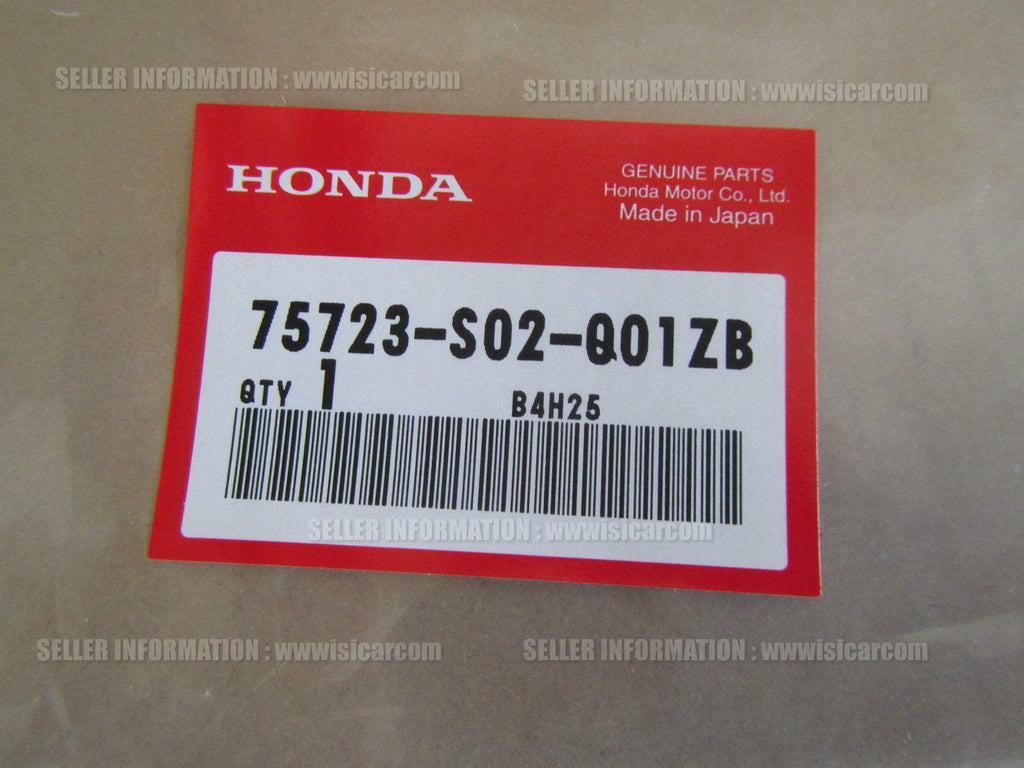 SELLER INFORMATION : wwwisicarcom
SELLER INFORMATION : wwwisicarcom
HONDA
GENUINE PARTS
Honda Motor Co., Ltd.
Made in Japan
75723-S02-Q01ZB
QTY 1 B4H25
SELLER INFORMATION : wwwisicarcom
SELLER INFORMATION : wwwisicarcom
SELLER INFORMATION : wwwisicarcom